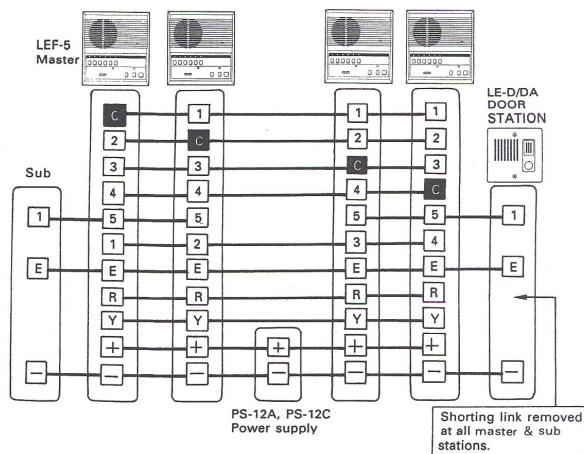 LEF-5
Master
LE-D/DA
DOOR
STATION
Sub
C 1 1 1
2 C 2 2
3 3 C 3
4 4 4 C
1 5 5 5 5 1
1 2 3 4
E E E E E E
R R R R
Y Y Y Y
+ + + + +
− − − − − − −
PS-12A, PS-12C
Power supply
Shorting link removed
at all master & sub
stations.